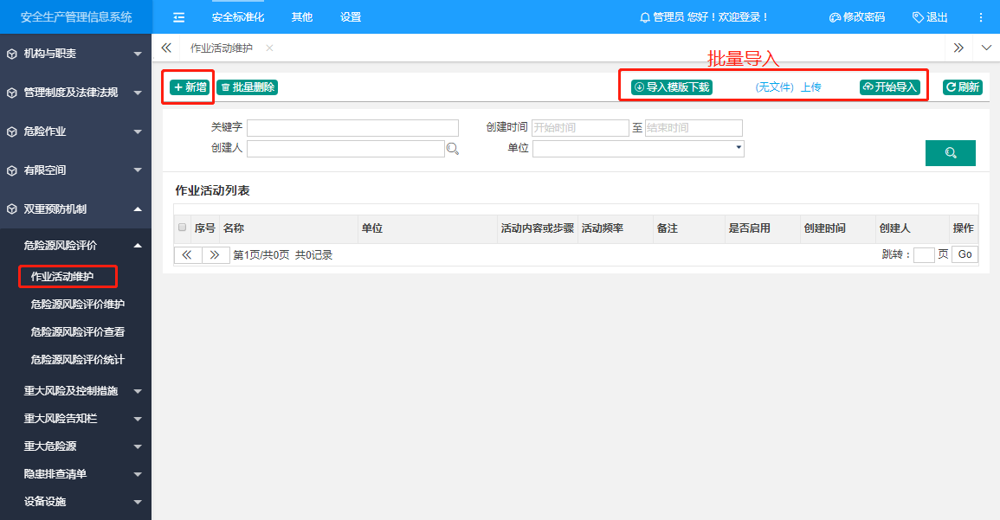 安全生产管理信息系统
安全标准化 其他 设置 管理员 您好！欢迎登录！ 修改密码 退出
机构与职责
管理制度及法律法规
危险作业
有限空间
双重预防机制
危险源风险评价
作业活动维护
危险源风险评价维护
危险源风险评价查看
危险源风险评价统计
重大风险及控制措施
重大风险告知栏
重大危险源
隐患排查清单
设备设施
作业活动维护
批量导入
新增 批量删除 导入模版下载 (无文件) 上传 开始导入 刷新
关键字 创建时间 开始时间 至 结束时间
创建人 单位
作业活动列表
序号 名称 单位 活动内容或步骤 活动频率 备注 是否启用 创建时间 创建人 操作
第1页/共0页 共0记录 跳转： 页 Go